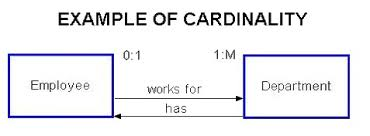 EXAMPLE OF CARDINALITY
0:1 1:M
Employee works for Department
has